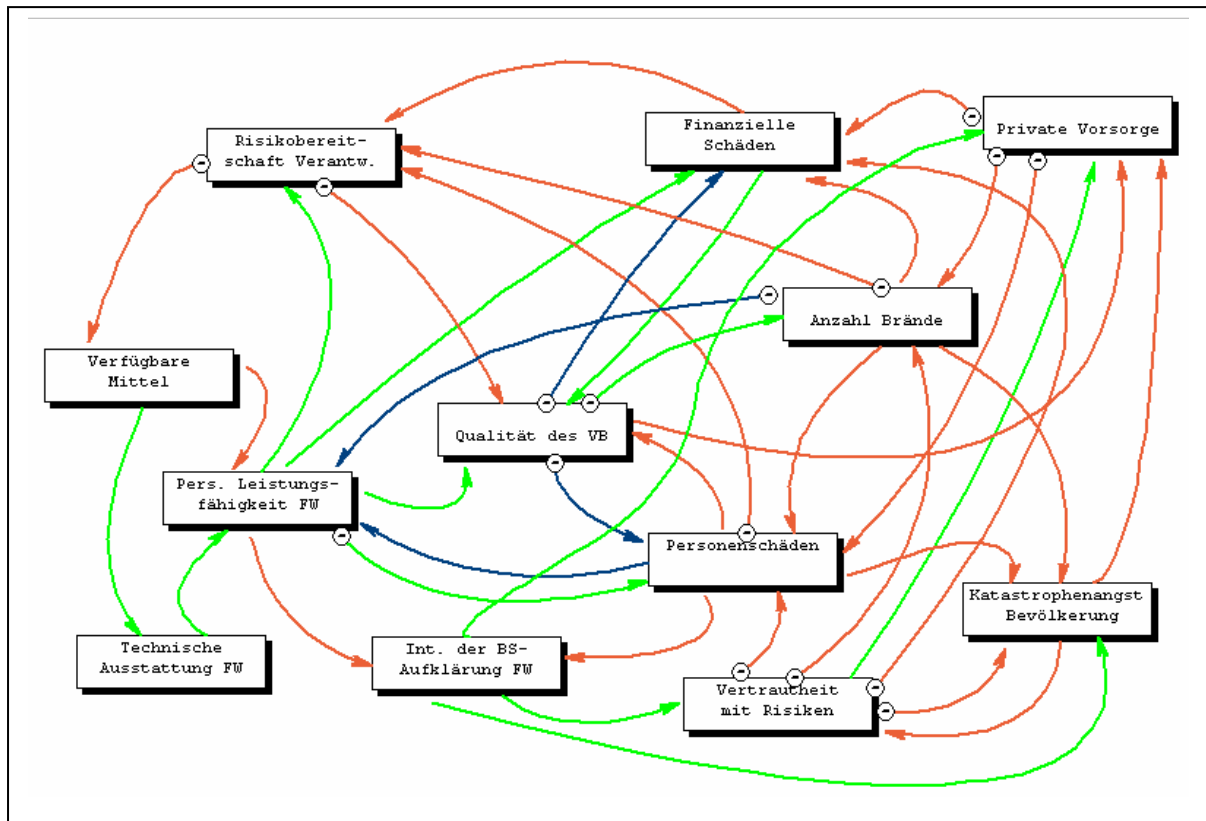 Finanzielle
Schäden
Private Vorsorge
Risikobereit-
schaft Verantw.
Anzahl Brände
Verfügbare
Mittel
Qualität des VB
Pers. Leistungs-
fähigkeit FW
Personenschäden
Katastrophenangst
Bevölkerung
Technische
Ausstattung FW
Int. der BS-
Aufklärung FW
Vertrautheit
mit Risiken